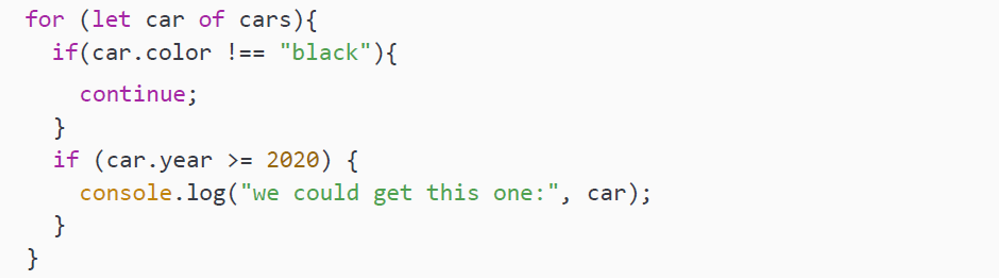 for (let car of cars){
  if(car.color !== "black"){
    continue;
  }
  if (car.year >= 2020) {
    console.log("we could get this one:", car);
  }
}